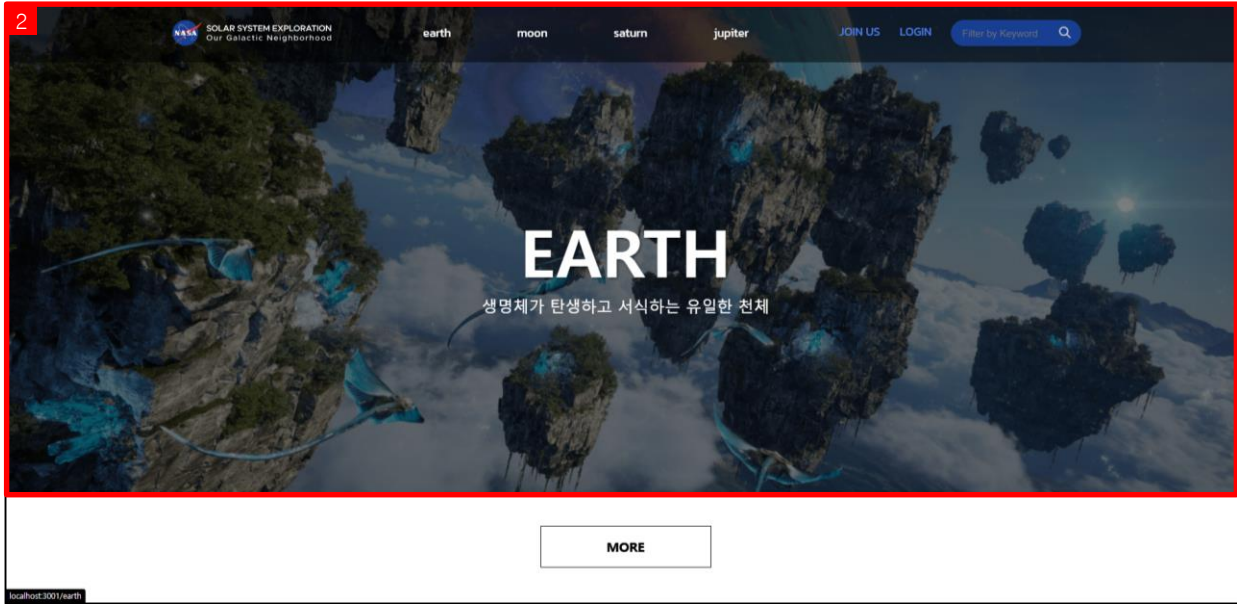 2
NASA
SOLAR SYSTEM EXPLORATION
Our Galactic Neighborhood
earth
moon
saturn
jupiter
JOIN US
LOGIN
Filter by Keyword
EARTH
생명체가 탄생하고 서식하는 유일한 천체
MORE
localhost:3001/earth